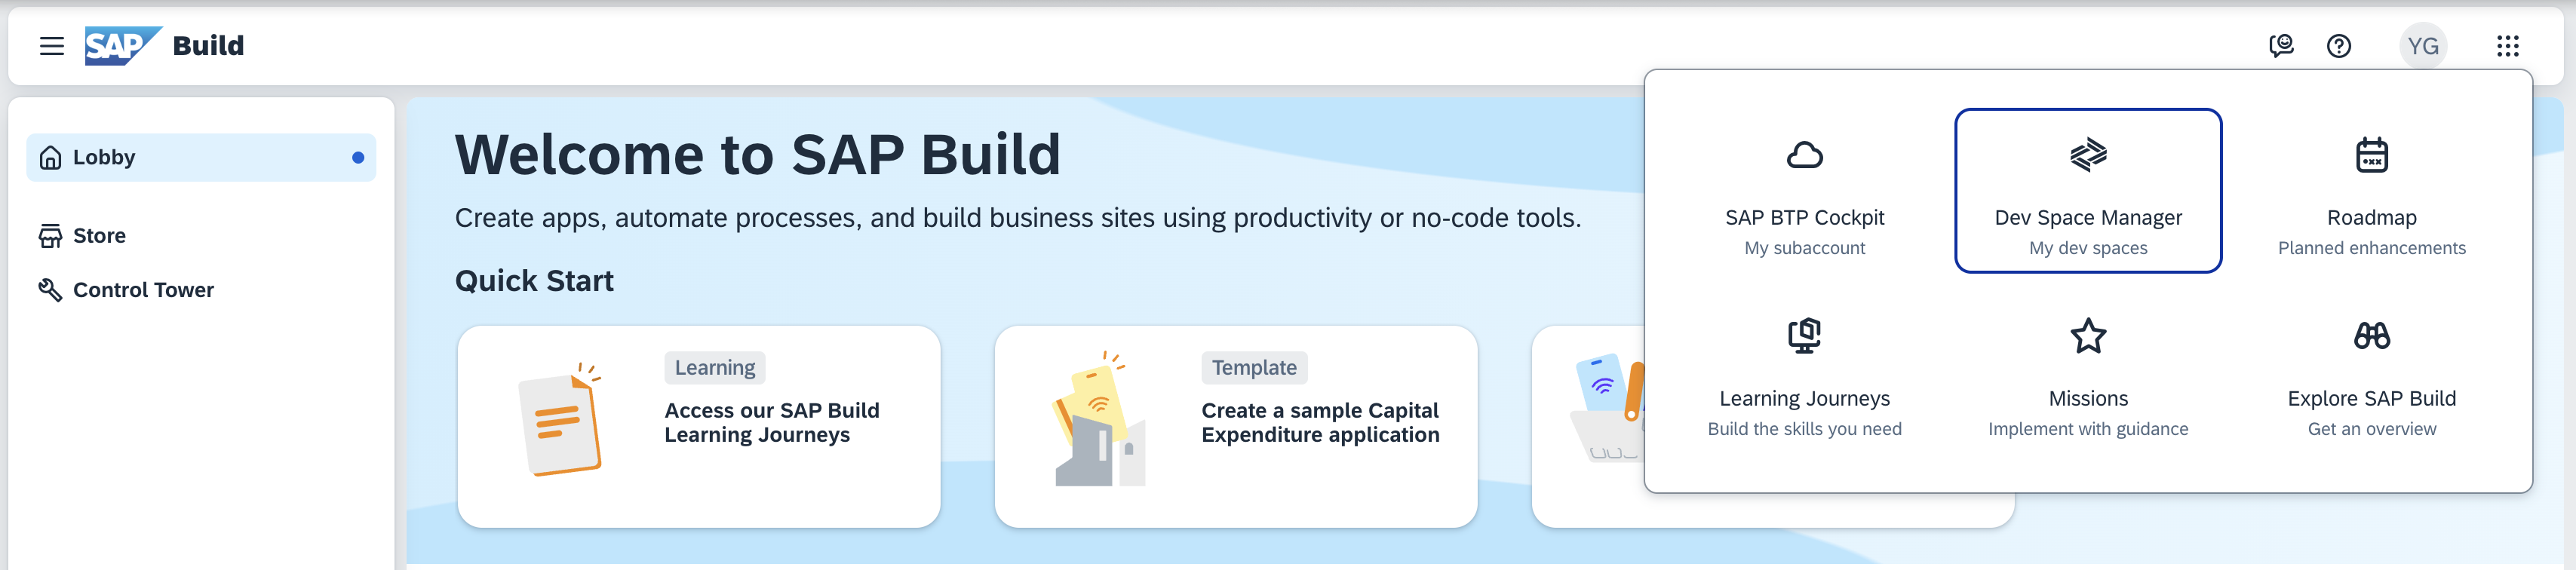 SAP Build
YG
Lobby
Store
Control Tower
Welcome to SAP Build
Create apps, automate processes, and build business sites using productivity or no-code tools.
Quick Start
Learning
Access our SAP Build
Learning Journeys
Template
Create a sample Capital
Expenditure application
SAP BTP Cockpit
My subaccount
Dev Space Manager
My dev spaces
Roadmap
Planned enhancements
Learning Journeys
Build the skills you need
Missions
Implement with guidance
Explore SAP Build
Get an overview